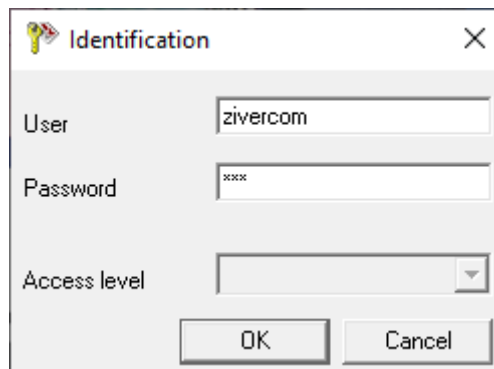 Identification
User
zivercom
Password
***
Access level
OK
Cancel